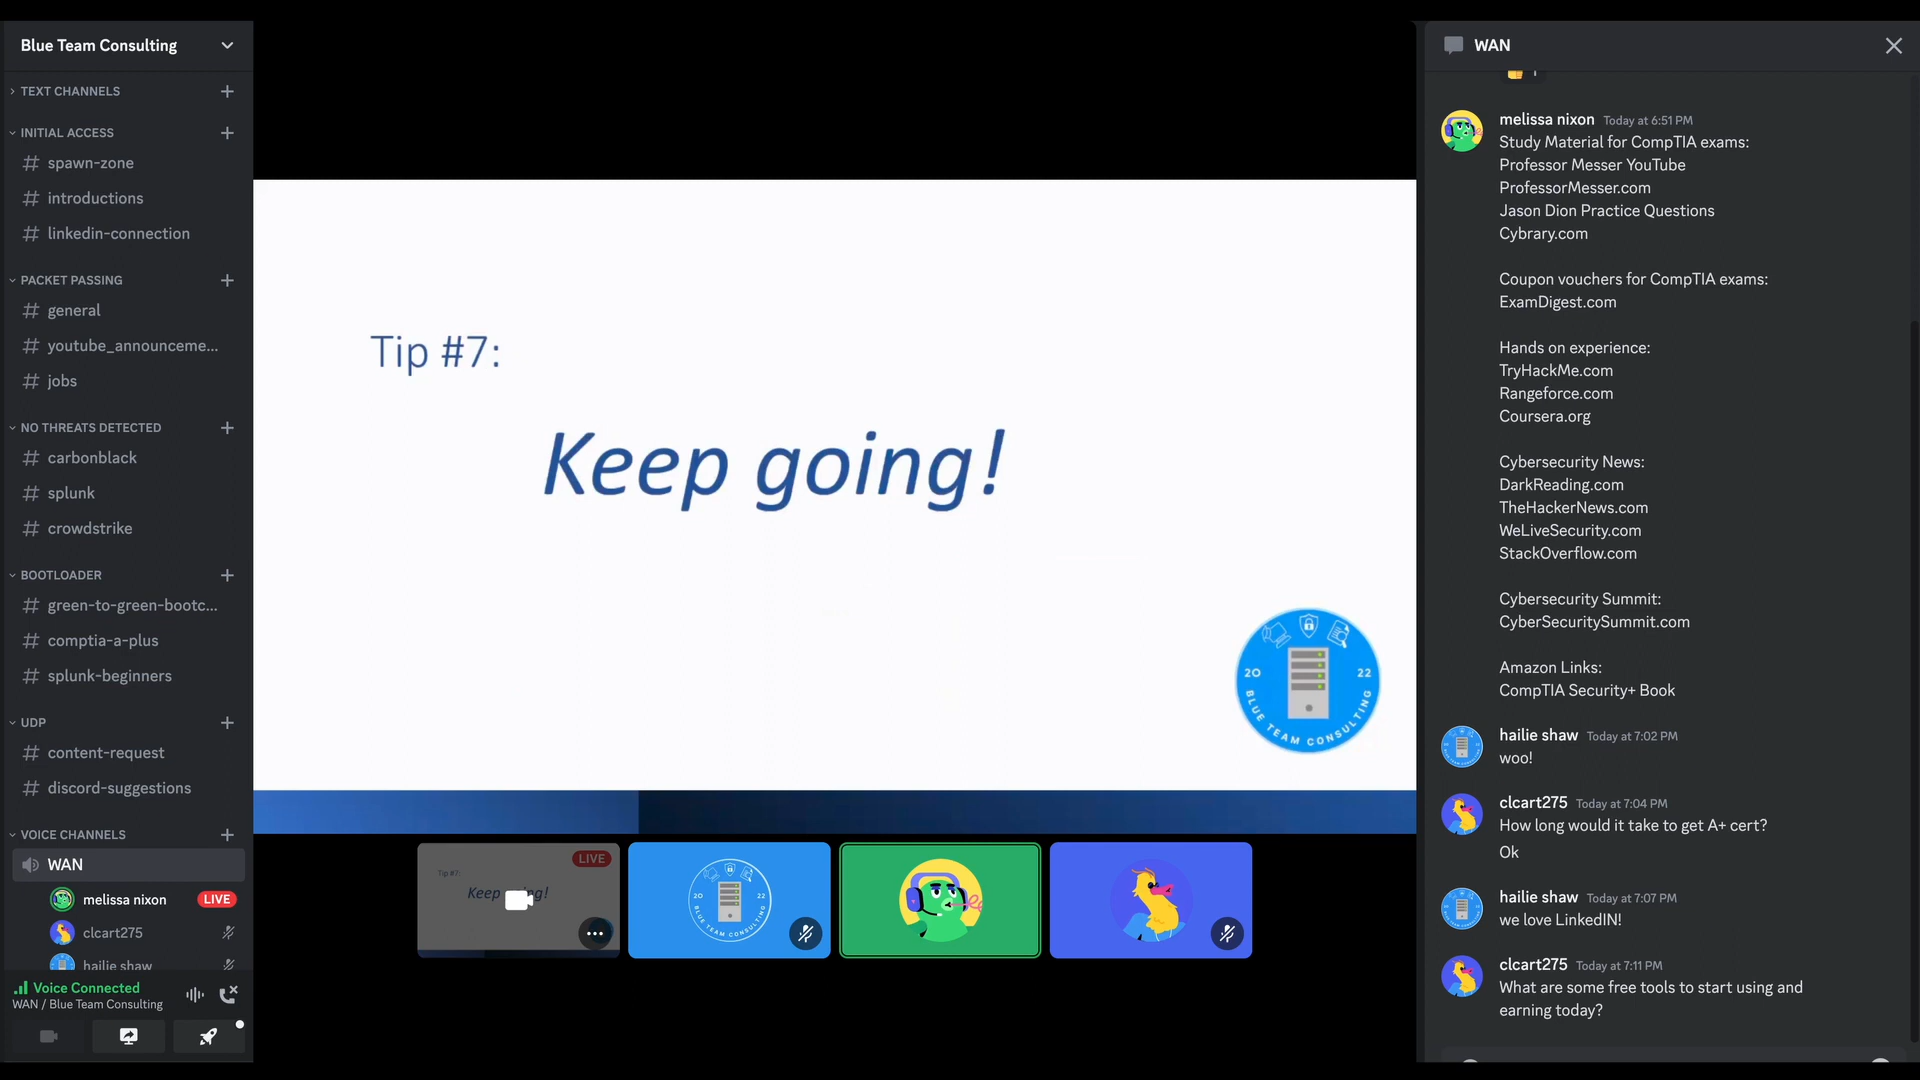 Blue Team Consulting
TEXT CHANNELS
INITIAL ACCESS
spawn-zone
introductions
linkedin-connection
PACKET PASSING
general
youtube_announceme...
jobs
NO THREATS DETECTED
carbonblack
splunk
crowdstrike
BOOTLOADER
green-to-green-bootc...
comptia-a-plus
splunk-beginners
UDP
content-request
discord-suggestions
VOICE CHANNELS
WAN
melissa nixon LIVE
clcart275
hailie shaw
Voice Connected
WAN / Blue Team Consulting
Tip #7:
Keep going!
20 22
BLUE TEAM CONSULTING
LIVE
Tip #7:
Keep going!
20 22
BLUE TEAM CONSULTING
WAN
melissa nixon Today at 6:51 PM
Study Material for CompTIA exams:
Professor Messer YouTube
ProfessorMesser.com
Jason Dion Practice Questions
Cybrary.com
Coupon vouchers for CompTIA exams:
ExamDigest.com
Hands on experience:
TryHackMe.com
Rangeforce.com
Coursera.org
Cybersecurity News:
DarkReading.com
TheHackerNews.com
WeLiveSecurity.com
StackOverflow.com
Cybersecurity Summit:
CyberSecuritySummit.com
Amazon Links:
CompTIA Security+ Book
hailie shaw Today at 7:02 PM
woo!
clcart275 Today at 7:04 PM
How long would it take to get A+ cert?
Ok
hailie shaw Today at 7:07 PM
we love LinkedIN!
clcart275 Today at 7:11 PM
What are some free tools to start using and
earning today?